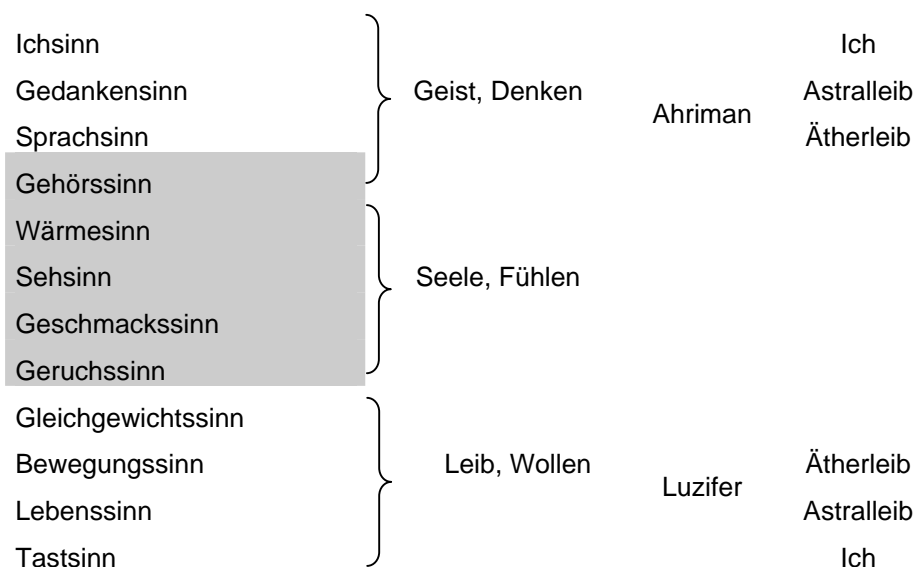 Ichsinn Ich
Gedankensinn Geist, Denken Astralleib
Ahriman
Sprachsinn Ätherleib
Gehörssinn
Wärmesinn
Sehsinn Seele, Fühlen
Geschmackssinn
Geruchssinn
Gleichgewichtssinn
Bewegungssinn Leib, Wollen Ätherleib
Luzifer
Lebenssinn Astralleib
Tastsinn Ich